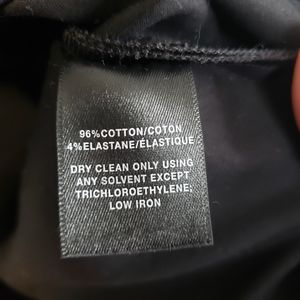 96%COTTON/COTON
4%ELASTANE/ÉLASTIQUE
DRY CLEAN ONLY USING
ANY SOLVENT EXCEPT
TRICHLOROETHYLENE;
LOW IRON